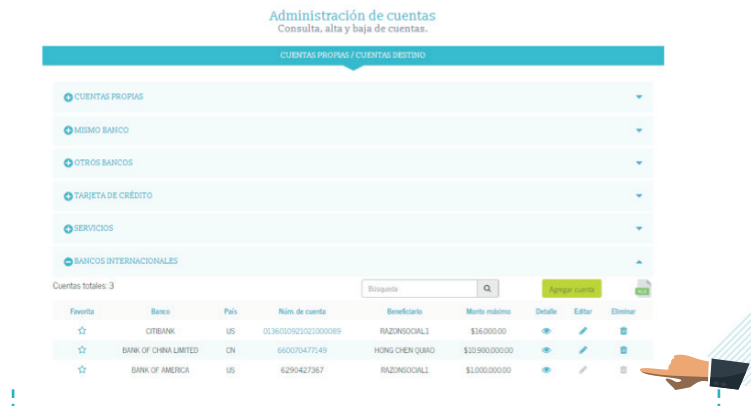 Administración de cuentas
Consulta, alta y baja de cuentas.
CUENTAS PROPIAS / CUENTAS DESTINO
CUENTAS PROPIAS
MISMO BANCO
OTROS BANCOS
TARJETA DE CRÉDITO
SERVICIOS
BANCOS INTERNACIONALES
Cuentas totales: 3 Búsqueda Agregar cuenta
Favorita Banco País Núm. de cuenta Beneficiario Monto máximo Detalle Editar Eliminar
CITIBANK US 0136010921021000089 RAZONSOCIAL1 $16,000.00
BANK OF CHINA LIMITED CN 660070477149 HONG CHEN QUIAO $10,900,000.00
BANK OF AMERICA US 6290427367 RAZONSOCIAL1 $1,000,000.00